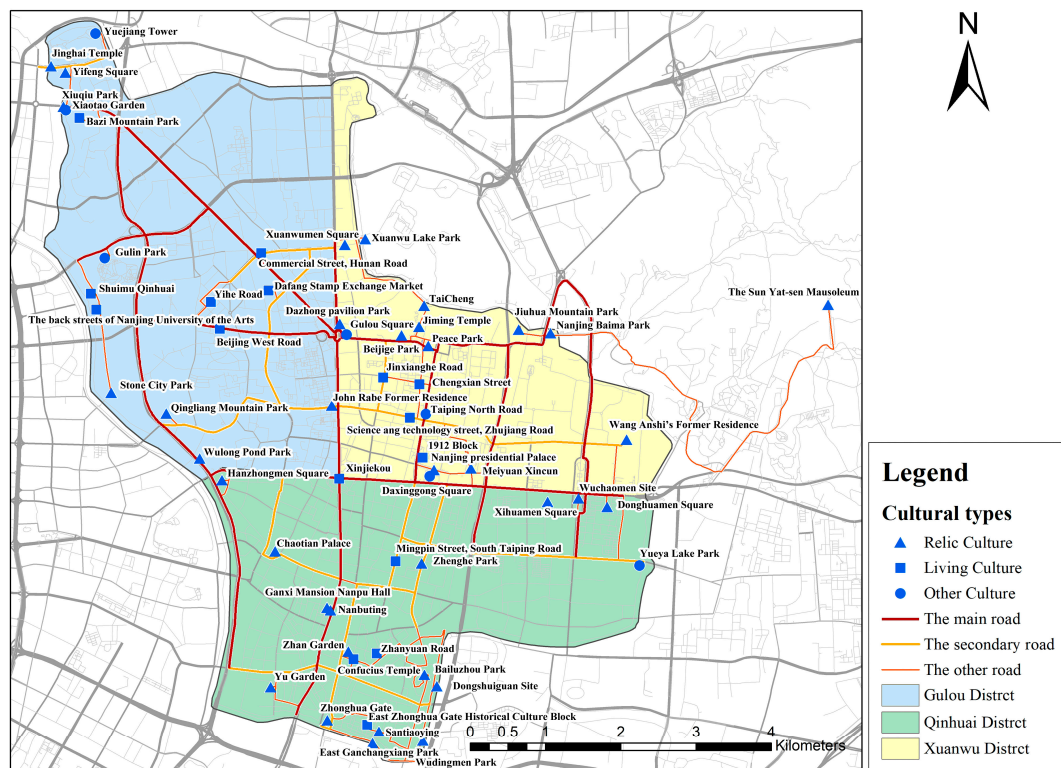 N
Yuejiang Tower
Jinghai Temple
Yifeng Square
Xiuqiu Park
Xiaotao Garden
Bazi Mountain Park
Xuanwumen Square
Xuanwu Lake Park
Gulin Park
Commercial Street, Hunan Road
Shuimu Qinhuai
Yihe Road
Dafang Stamp Exchange Market
TaiCheng
The Sun Yat-sen Mausoleum
The back streets of Nanjing University of the Arts
Dazhong pavilion Park
Jiuhua Mountain Park
Gulou Square
Jiming Temple
Nanjing Baima Park
Beijing West Road
Peace Park
Beijige Park
Jinxianghe Road
Chengxian Street
Stone City Park
John Rabe Former Residence
Qingliang Mountain Park
Taiping North Road
Wang Anshi's Former Residence
Science ang technology street, Zhujiang Road
1912 Block
Wulong Pond Park
Nanjing presidential Palace
Hanzhongmen Square
Xinjiekou
Meiyuan Xincun
Daxinggong Square
Wuchaomen Site
Xihuamen Square
Donghuamen Square
Chaotian Palace
Mingpin Street, South Taiping Road
Yueya Lake Park
Zhenghe Park
Ganxi Mansion Nanpu Hall
Nanbuting
Zhan Garden
Zhanyuan Road
Confucius Temple
Bailuzhou Park
Yu Garden
Dongshuiguan Site
Zhonghua Gate
East Zhonghua Gate Historical Culture Block
Santiaoying
East Ganchangxiang Park
Wudingmen Park
0 0.5 1 2 3 4
Kilometers
Legend
Cultural types
Relic Culture
Living Culture
Other Culture
The main road
The secondary road
The other road
Gulou Distrct
Qinhuai Distrct
Xuanwu Distrct